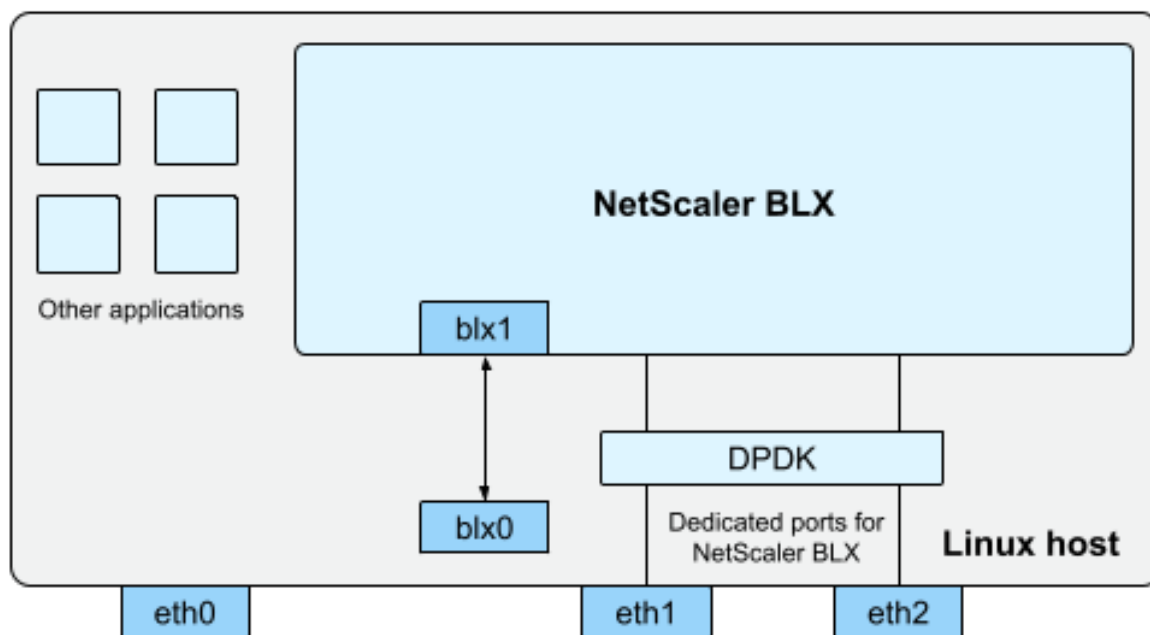 NetScaler BLX
Other applications
blx1
DPDK
blx0
Dedicated ports for
NetScaler BLX
Linux host
eth0
eth1
eth2